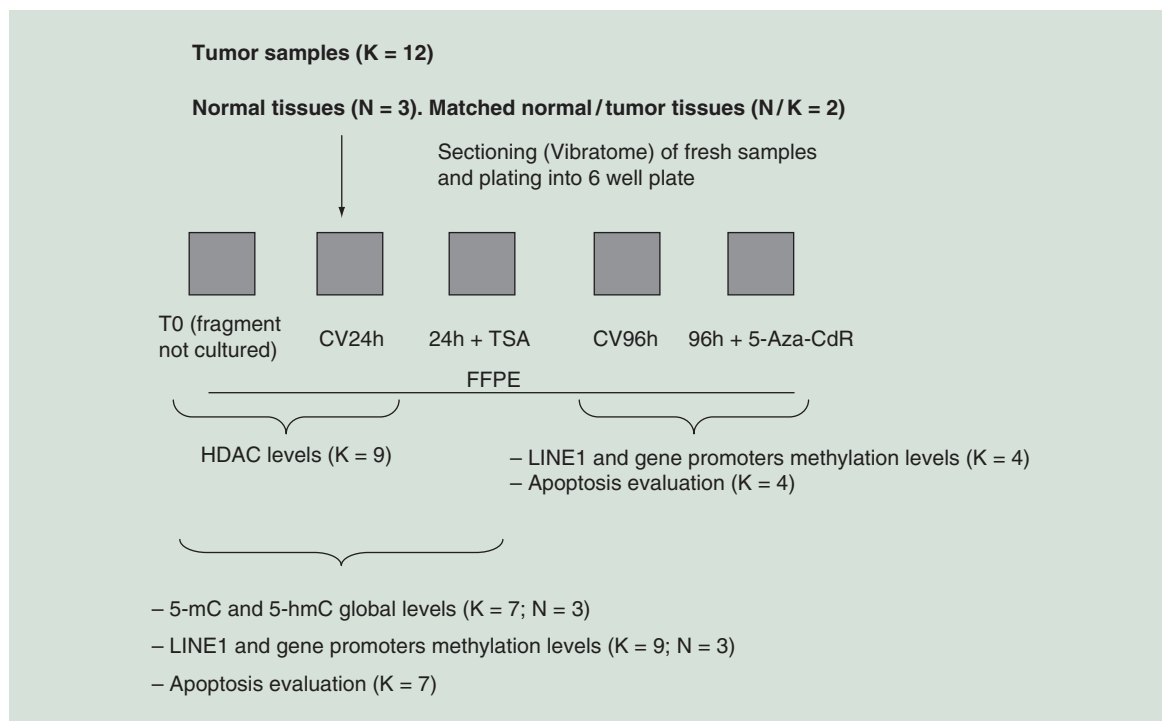 Tumor samples (K = 12)
Normal tissues (N = 3). Matched normal/tumor tissues (N/K = 2)
Sectioning (Vibratome) of fresh samples
and plating into 6 well plate
T0 (fragment
not cultured)
CV24h
24h + TSA
CV96h
96h + 5-Aza-CdR
FFPE
HDAC levels (K = 9)
– LINE1 and gene promoters methylation levels (K = 4)
– Apoptosis evaluation (K = 4)
– 5-mC and 5-hmC global levels (K = 7; N = 3)
– LINE1 and gene promoters methylation levels (K = 9; N = 3)
– Apoptosis evaluation (K = 7)